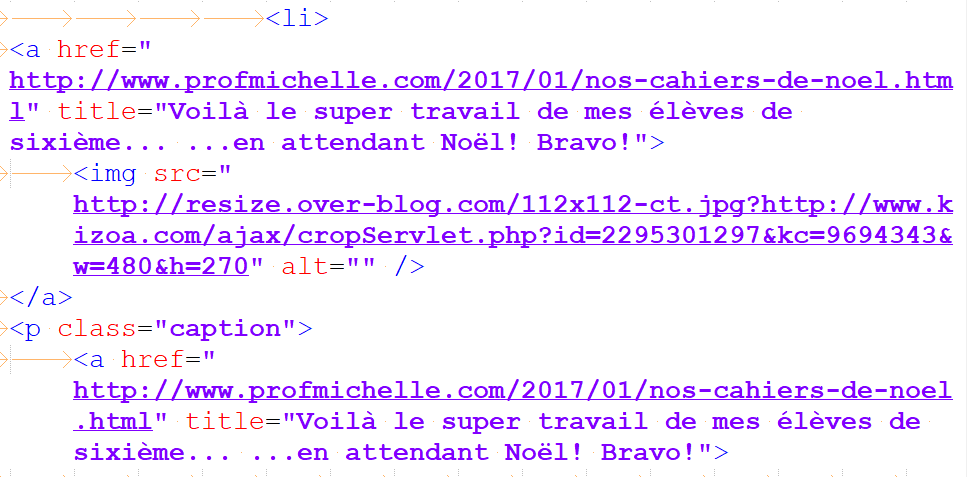 <li>
<a href="
http://www.profmichelle.com/2017/01/nos-cahiers-de-noel.htm
l" title="Voilà le super travail de mes élèves de
sixième... ...en attendant Noël! Bravo!">
<img src="
http://resize.over-blog.com/112x112-ct.jpg?http://www.k
izoa.com/ajax/cropServlet.php?id=2295301297&kc=9694343&
w=480&h=270" alt="" />
</a>
<p class="caption">
<a href="
http://www.profmichelle.com/2017/01/nos-cahiers-de-noel
.html" title="Voilà le super travail de mes élèves de
sixième... ...en attendant Noël! Bravo!">